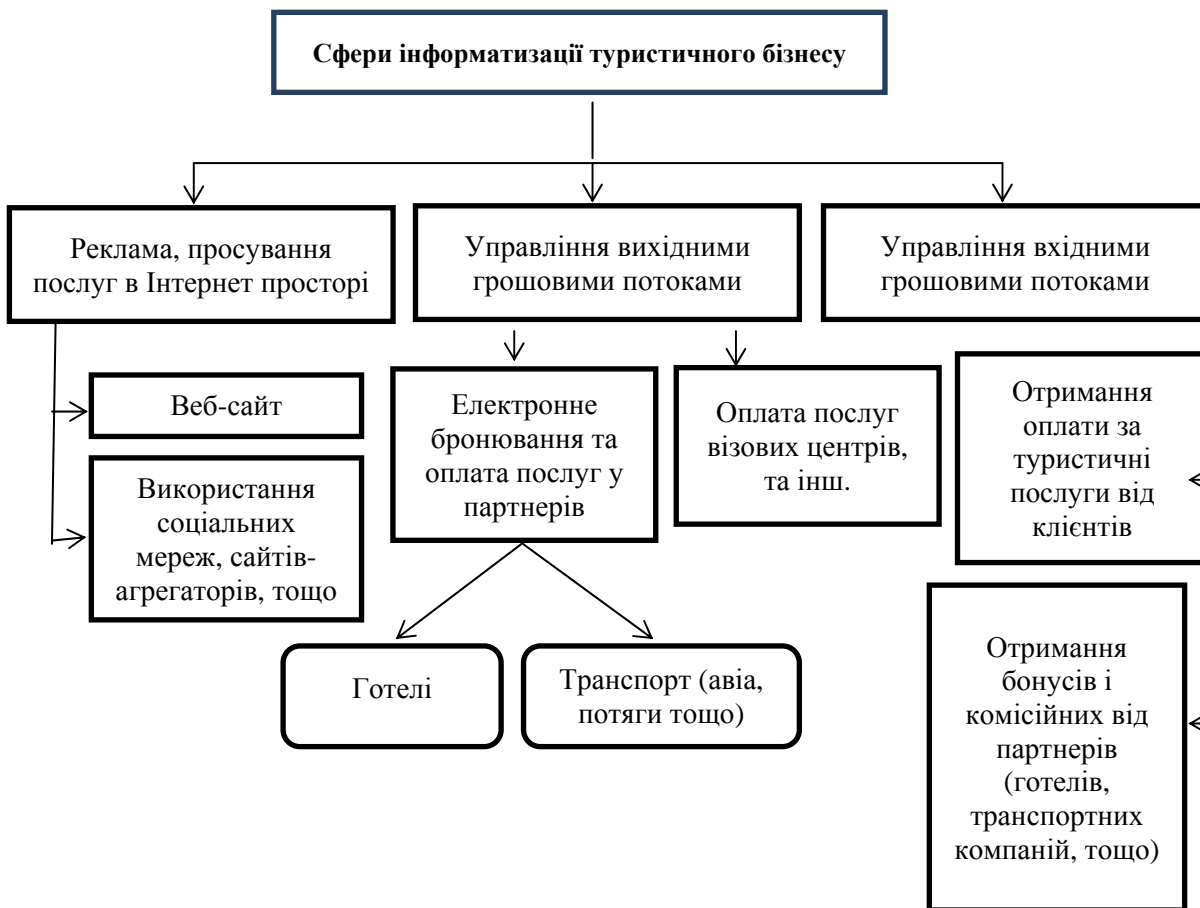 Сфери інформатизації туристичного бізнесу
Реклама, просування
послуг в Інтернет просторі
Управління вихідними
грошовими потоками
Управління вхідними
грошовими потоками
Веб-сайт
Використання
соціальних
мереж, сайтів-
агрегаторів, тощо
Електронне
бронювання та
оплата послуг у
партнерів
Оплата послуг
візових центрів,
та інш.
Отримання
оплати за
туристичні
послуги від
клієнтів
Готелі
Транспорт (авіа,
потяги тощо)
Отримання
бонусів і
комісійних від
партнерів
(готелів,
транспортних
компаній, тощо)